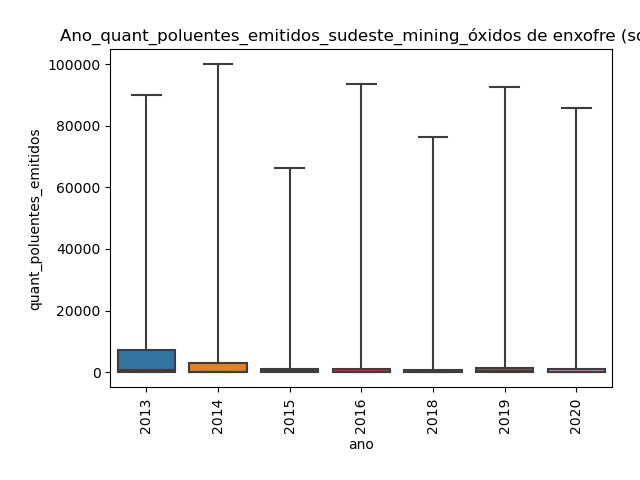 Ano_quant_poluentes_emitidos_sudeste_mining_óxidos de enxofre (so
100000
80000
60000
40000
20000
0
quant_poluentes_emitidos
2013 2014 2015 2016 2018 2019 2020
ano